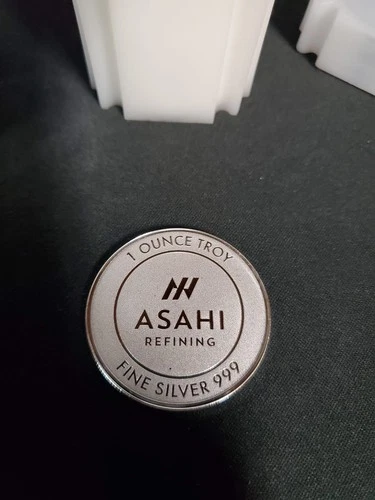 1 OUNCE TROY
ASAHI
REFINING
FINE SILVER 999